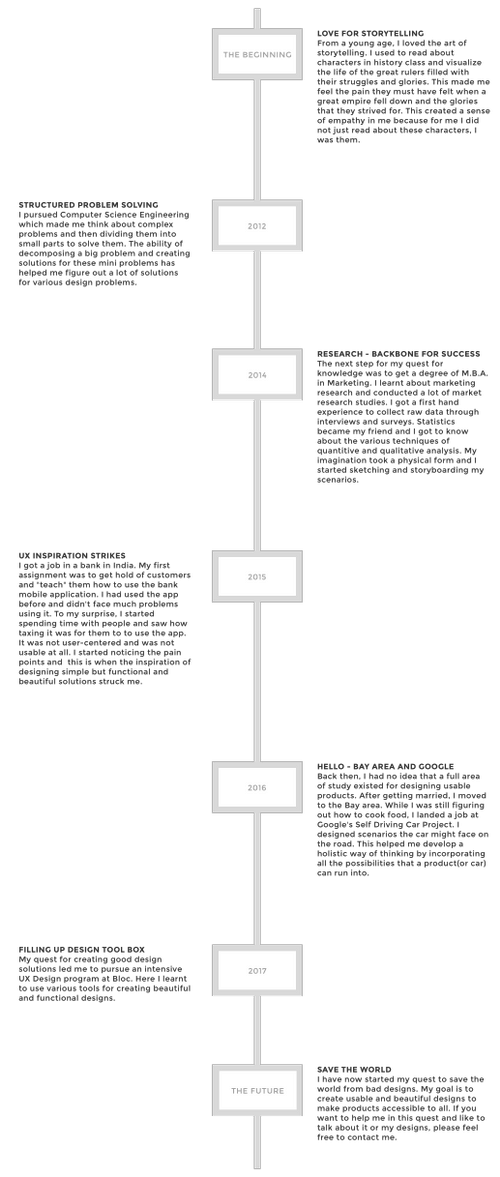 THE BEGINNING
LOVE FOR STORYTELLING
From a young age, I loved the art of
storytelling. I used to read about
characters in history class and visualize
the life of the great rulers filled with
their struggles and glories. This made me
feel the pain they must have felt when a
great empire fell down and the glories
that they strived for. This created a sense
of empathy in me because for me I did
not just read about these characters, I
was them.
STRUCTURED PROBLEM SOLVING
I pursued Computer Science Engineering
which made me think about complex
problems and then dividing them into
small parts to solve them. The ability of
decomposing a big problem and creating
solutions for these mini problems has
helped me figure out a lot of solutions
for various design problems.
2012
2014
RESEARCH - BACKBONE FOR SUCCESS
The next step for my quest for
knowledge was to get a degree of M.B.A.
in Marketing. I learnt about marketing
research and conducted a lot of market
research studies. I got a first hand
experience to collect raw data through
interviews and surveys. Statistics
became my friend and I got to know
about the various techniques of
quantitive and qualitative analysis. My
imagination took a physical form and I
started sketching and storyboarding my
scenarios.
UX INSPIRATION STRIKES
I got a job in a bank in India. My first
assignment was to get hold of customers
and "teach" them how to use the bank
mobile application. I had used the app
before and didn't face much problems
using it. To my surprise, I started
spending time with people and saw how
taxing it was for them to to use the app.
It was not user-centered and was not
usable at all. I started noticing the pain
points and this is when the inspiration of
designing simple but functional and
beautiful solutions struck me.
2015
2016
HELLO - BAY AREA AND GOOGLE
Back then, I had no idea that a full area
of study existed for designing usable
products. After getting married, I moved
to the Bay area. While I was still figuring
out how to cook food, I landed a job at
Google's Self Driving Car Project. I
designed scenarios the car might face on
the road. This helped me develop a
holistic way of thinking by incorporating
all the possibilities that a product(or car)
can run into.
FILLING UP DESIGN TOOL BOX
My quest for creating good design
solutions led me to pursue an intensive
UX Design program at Bloc. Here I learnt
to use various tools for creating beautiful
and functional designs.
2017
THE FUTURE
SAVE THE WORLD
I have now started my quest to save the
world from bad designs. My goal is to
create usable and beautiful designs to
make products accessible to all. If you
want to help me in this quest and like to
talk about it or my designs, please feel
free to contact me.